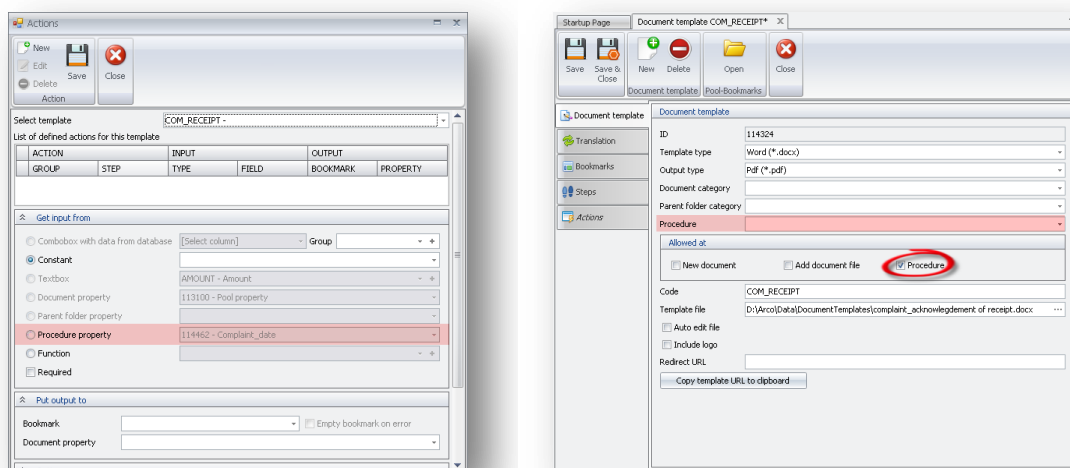 Actions
New
Edit
Delete
Save
Close
Action
Select template COM_RECEIPT -
List of defined actions for this template
ACTION INPUT OUTPUT
GROUP STEP TYPE FIELD BOOKMARK PROPERTY
Get input from
Combobox with data from database [Select column] Group
Constant
Textbox AMOUNT - Amount
Document property 113100 - Pool property
Parent folder property
Procedure property 114462 - Complaint_date
Function
Required
Put output to
Bookmark Empty bookmark on error
Document property
Startup Page Document template COM_RECEIPT* X
Save Save & Close New Delete Open Close
Document template Pool-Bookmarks
Document template
Translation
Bookmarks
Steps
Actions
Document template
ID 114324
Template type Word (*.docx)
Output type Pdf (*.pdf)
Document category
Parent folder category
Procedure
Allowed at
New document Add document file Procedure
Code COM_RECEIPT
Template file D:\Arco\Data\DocumentTemplates\complaint_acknowlegdement of receipt.docx ...
Auto edit file
Include logo
Redirect URL
Copy template URL to clipboard